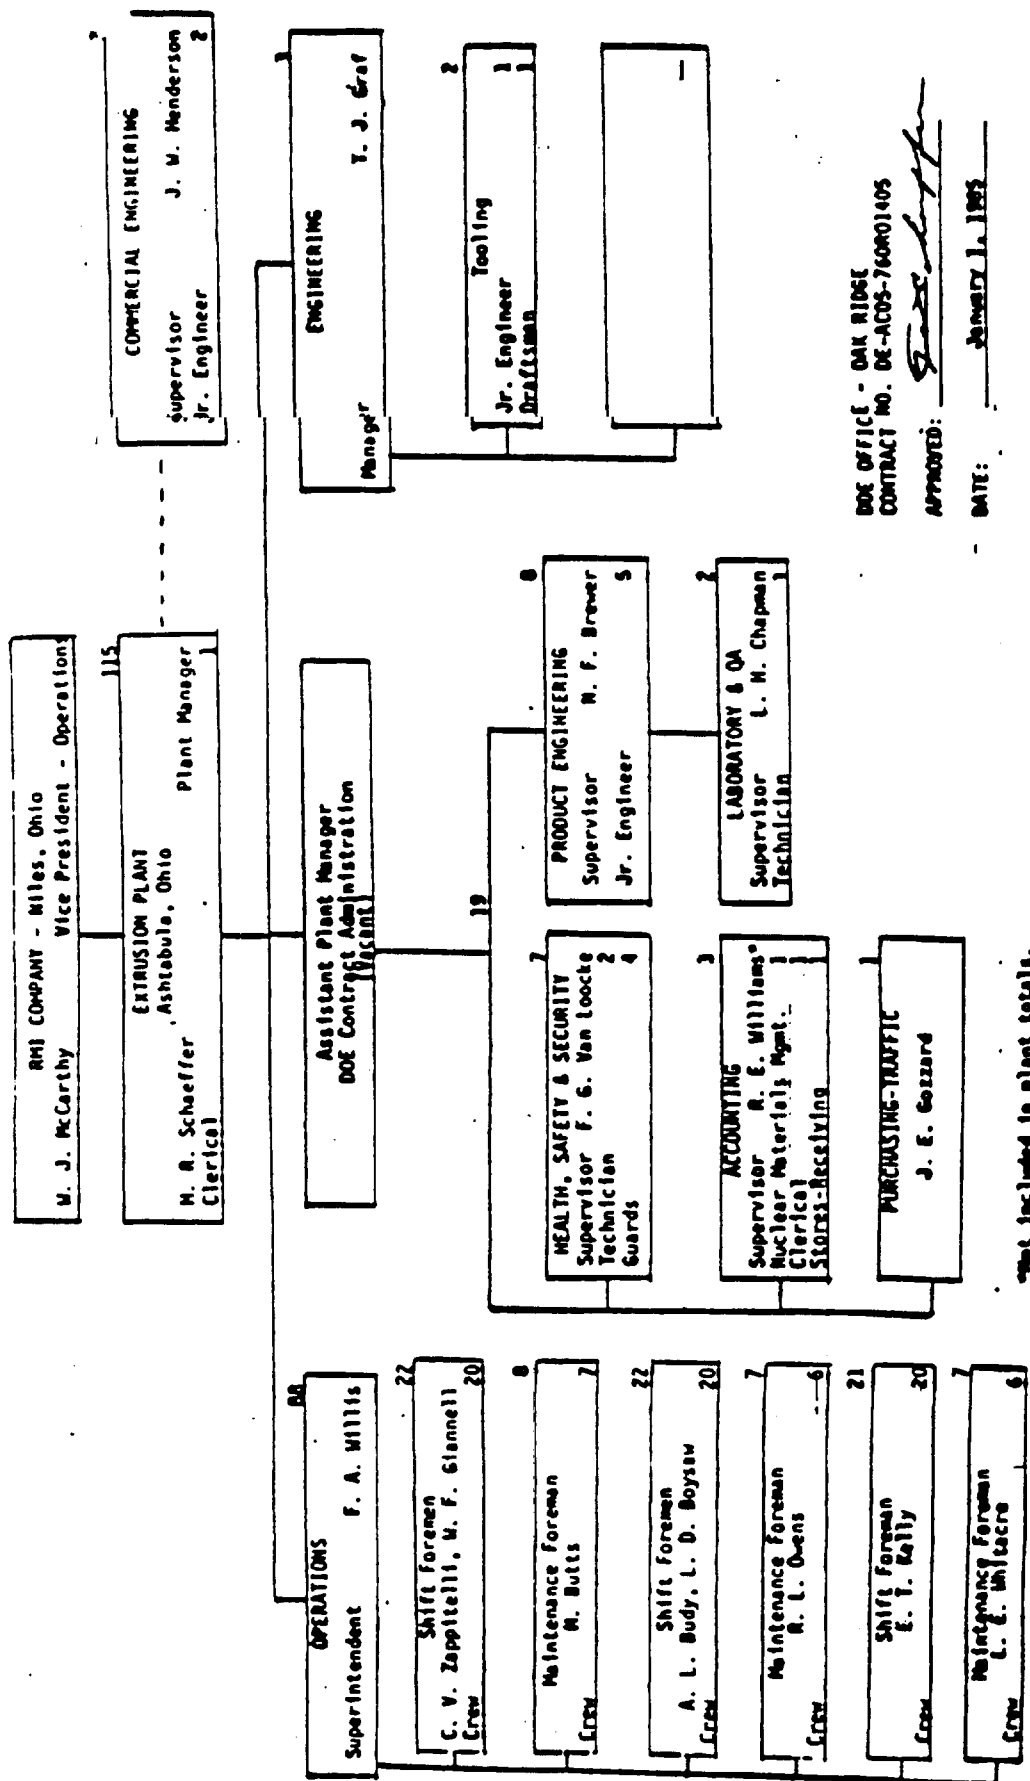 RMI COMPANY - Niles, Ohio
W. J. McCarthy Vice President - Operations
115
EXTRUSION PLANT
Ashtabula, Ohio
M. R. Schaeffer Plant Manager
Clerical 1
COMMERCIAL ENGINEERING
Supervisor J. W. Henderson
Jr. Engineer 2
88
OPERATIONS
Superintendent F. A. Willis
22
Shift Foremen
C. V. Zappitelli, W. F. Giannell
Crew 20
8
Maintenance Foreman
M. Butts
Crew 7
22
Shift Foremen
A. L. Budy, L. D. Boysaw
Crew 20
7
Maintenance Foreman
R. L. Owens
Crew 6
21
Shift Foreman
E. T. Kelly
Crew 20
7
Maintenance Foreman
L. E. Whitacre
Crew 6
Assistant Plant Manager
DOE Contract Administration
(Vacant)
19
7
HEALTH, SAFETY & SECURITY
Supervisor F. G. Van Loocke
Technician 2
Guards 4
3
ACCOUNTING
Supervisor R. E. Williams*
Nuclear Materials Mgmt. 1
Clerical 1
Stores-Receiving 1
1
PURCHASING-TRAFFIC
J. E. Gozzard
8
PRODUCT ENGINEERING
Supervisor N. F. Brewer
Jr. Engineer 5
2
LABORATORY & QA
Supervisor L. M. Chapman
Technician 1
3
ENGINEERING
Manager T. J. Graf
2
Tooling
Jr. Engineer 1
Draftsman 1
*Not included in plant totals.
DOE OFFICE - OAK RIDGE
CONTRACT NO. DE-AC05-76OR01405
APPROVED:
DATE: January 1, 1985